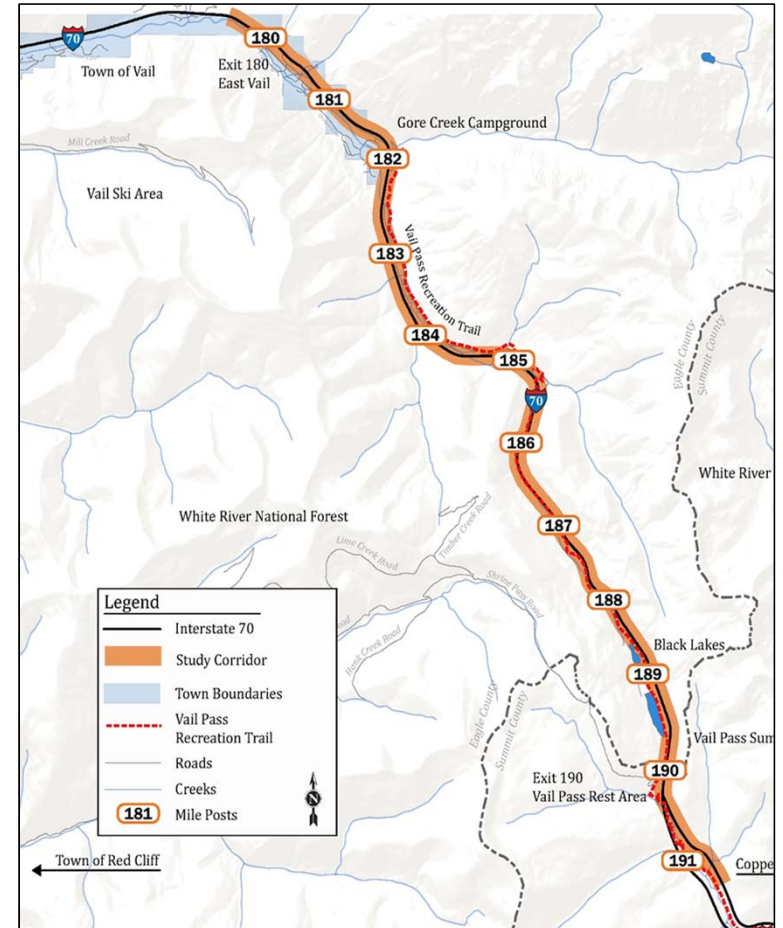 70
180
Town of Vail
Exit 180
East Vail
181
Gore Creek Campground
Mill Creek Road
182
Vail Ski Area
183
Vail Pass Recreation Trail
184
185
70
Eagle County
Summit County
186
White River
187
White River National Forest
Timber Creek Road
Lime Creek Road
Shrine Pass Road
188
oad
Hank Creek Road
Black Lakes
189
Eagle County
Summit County
Vail Pass Sum
190
Exit 190
Vail Pass Rest Area
191
Coppe
Legend
Interstate 70
Study Corridor
Town Boundaries
Vail Pass
Recreation Trail
Roads
Creeks
N
181 Mile Posts
Town of Red Cliff